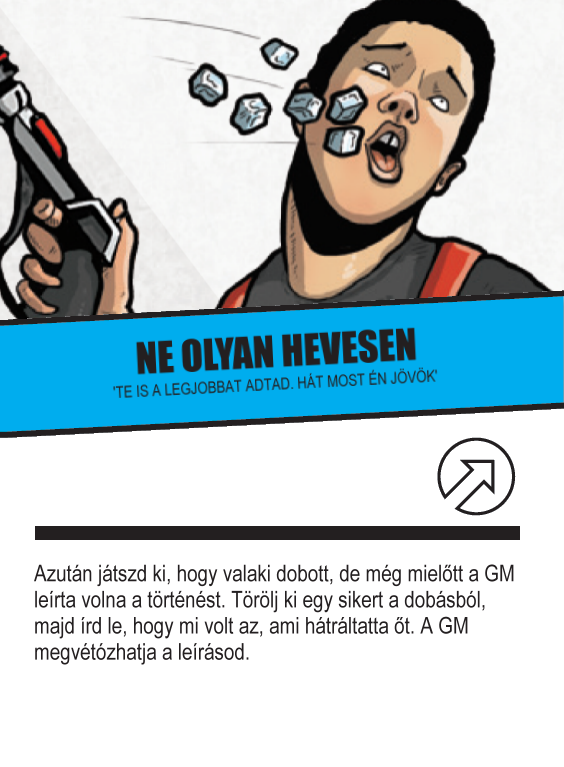 NE OLYAN HEVESEN
'TE IS A LEGJOBBAT ADTAD. HÁT MOST ÉN JÖVÖK'
Azután játszd ki, hogy valaki dobott, de még mielőtt a GM
leírta volna a történést. Törölj ki egy sikert a dobásból,
majd írd le, hogy mi volt az, ami hátráltatta őt. A GM
megvétózhatja a leírásod.